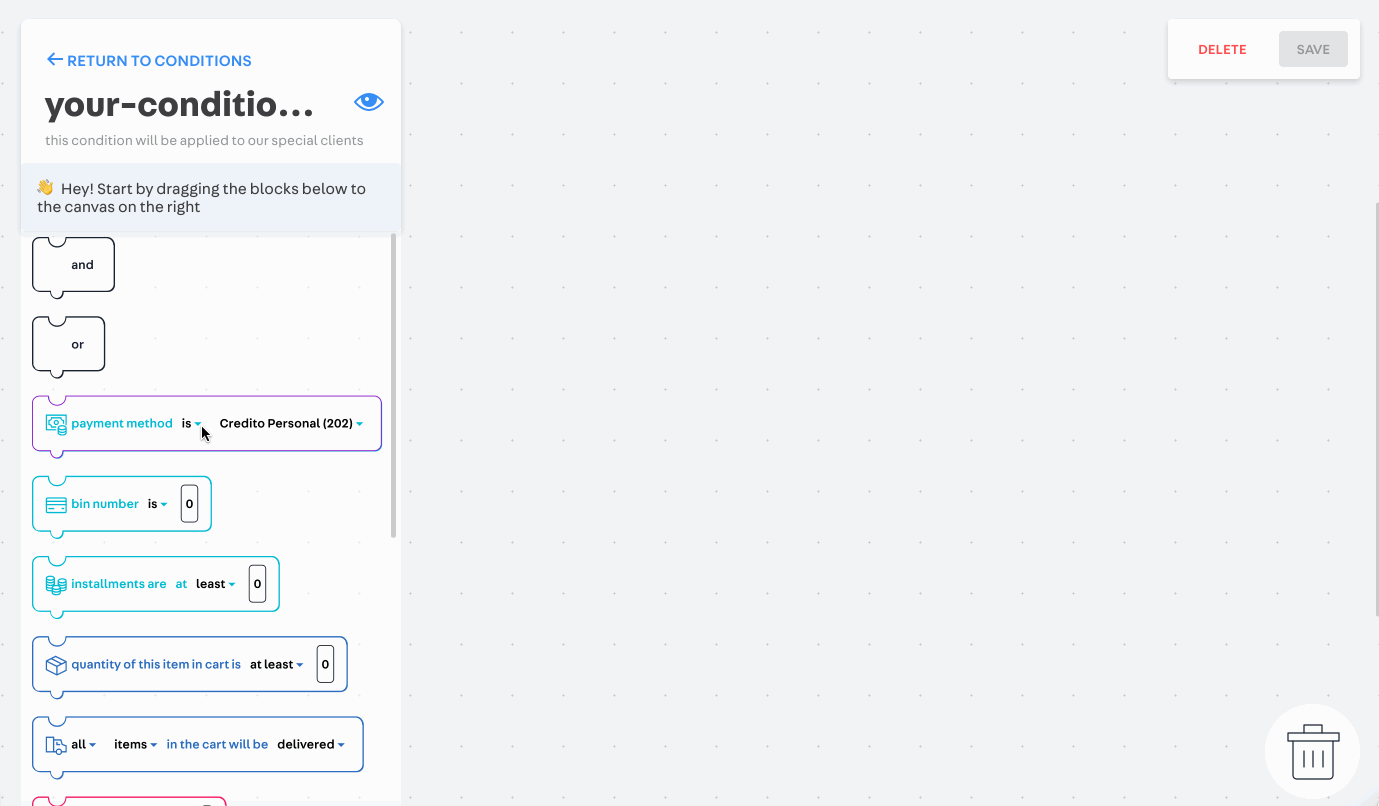 RETURN TO CONDITIONS
your-conditio...
this condition will be applied to our special clients
👋 Hey! Start by dragging the blocks below to
the canvas on the right
DELETE
SAVE
and
or
payment method is Credito Personal (202)
bin number is 0
installments are at least 0
quantity of this item in cart is at least 0
all items in the cart will be delivered